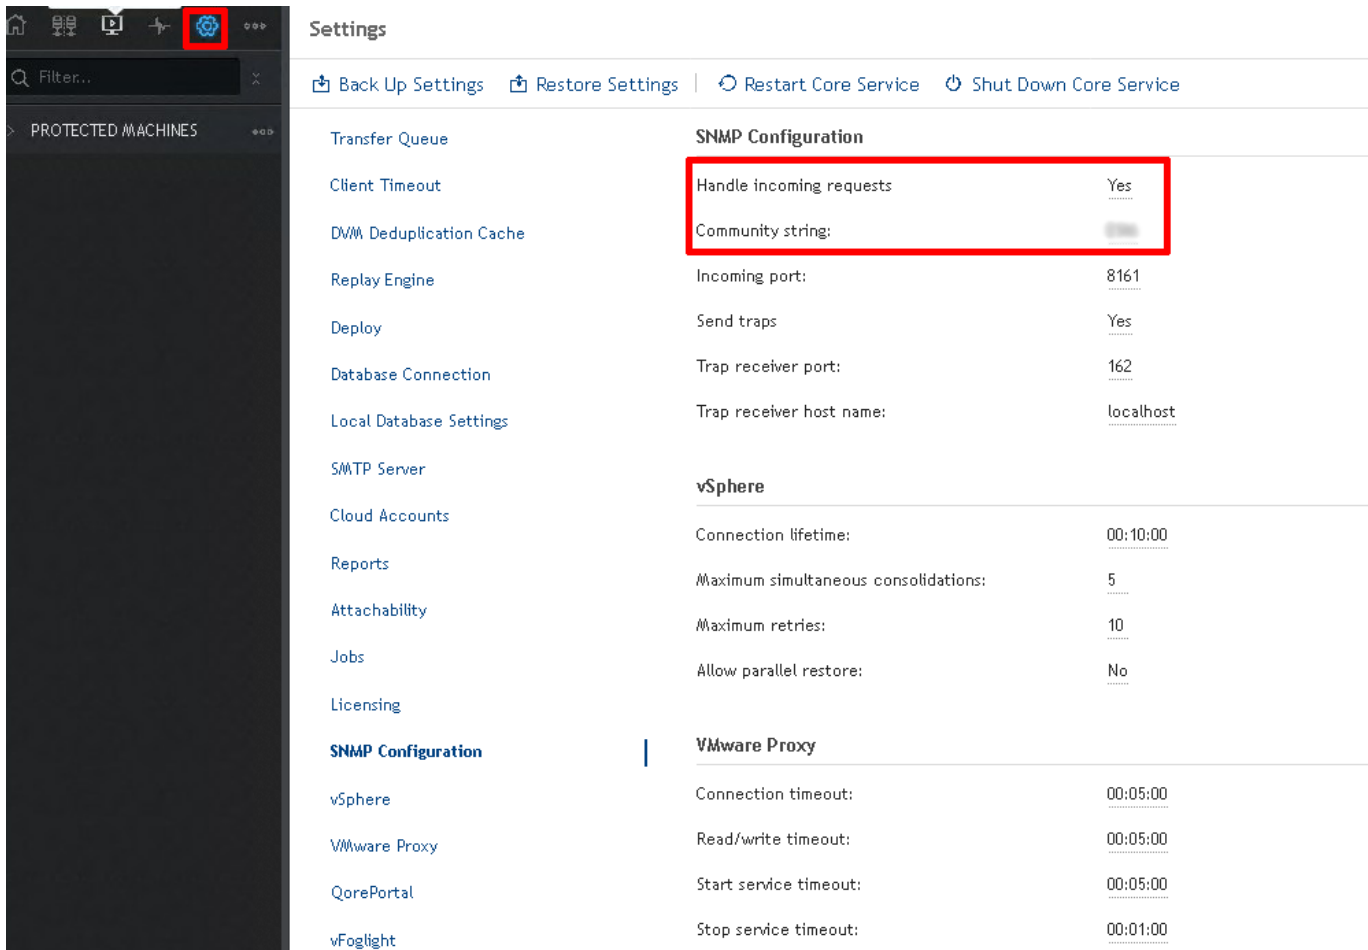 Settings
Filter...
Back Up Settings
Restore Settings
Restart Core Service
Shut Down Core Service
PROTECTED MACHINES
Transfer Queue
Client Timeout
DVM Deduplication Cache
Replay Engine
Deploy
Database Connection
Local Database Settings
SMTP Server
Cloud Accounts
Reports
Attachability
Jobs
Licensing
SNMP Configuration
vSphere
VMware Proxy
QorePortal
vFoglight
SNMP Configuration
Handle incoming requests Yes
Community string:
Incoming port: 8161
Send traps Yes
Trap receiver port: 162
Trap receiver host name: localhost
vSphere
Connection lifetime: 00:10:00
Maximum simultaneous consolidations: 5
Maximum retries: 10
Allow parallel restore: No
VMware Proxy
Connection timeout: 00:05:00
Read/write timeout: 00:05:00
Start service timeout: 00:05:00
Stop service timeout: 00:01:00